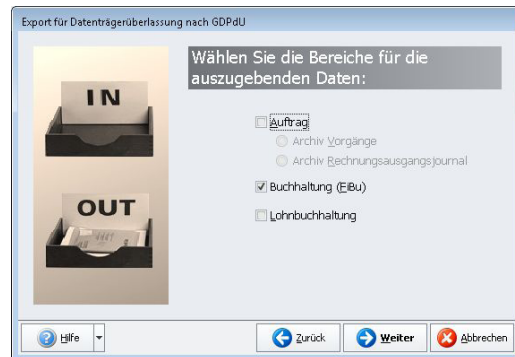 Export für Datenträgerüberlassung nach GDPdU
IN
OUT
Wählen Sie die Bereiche für die
auszugebenden Daten:
Auftrag
Archiv Vorgänge
Archiv Rechnungsausgangsjournal
Buchhaltung (FiBu)
Lohnbuchhaltung
Hilfe
Zurück
Weiter
Abbrechen